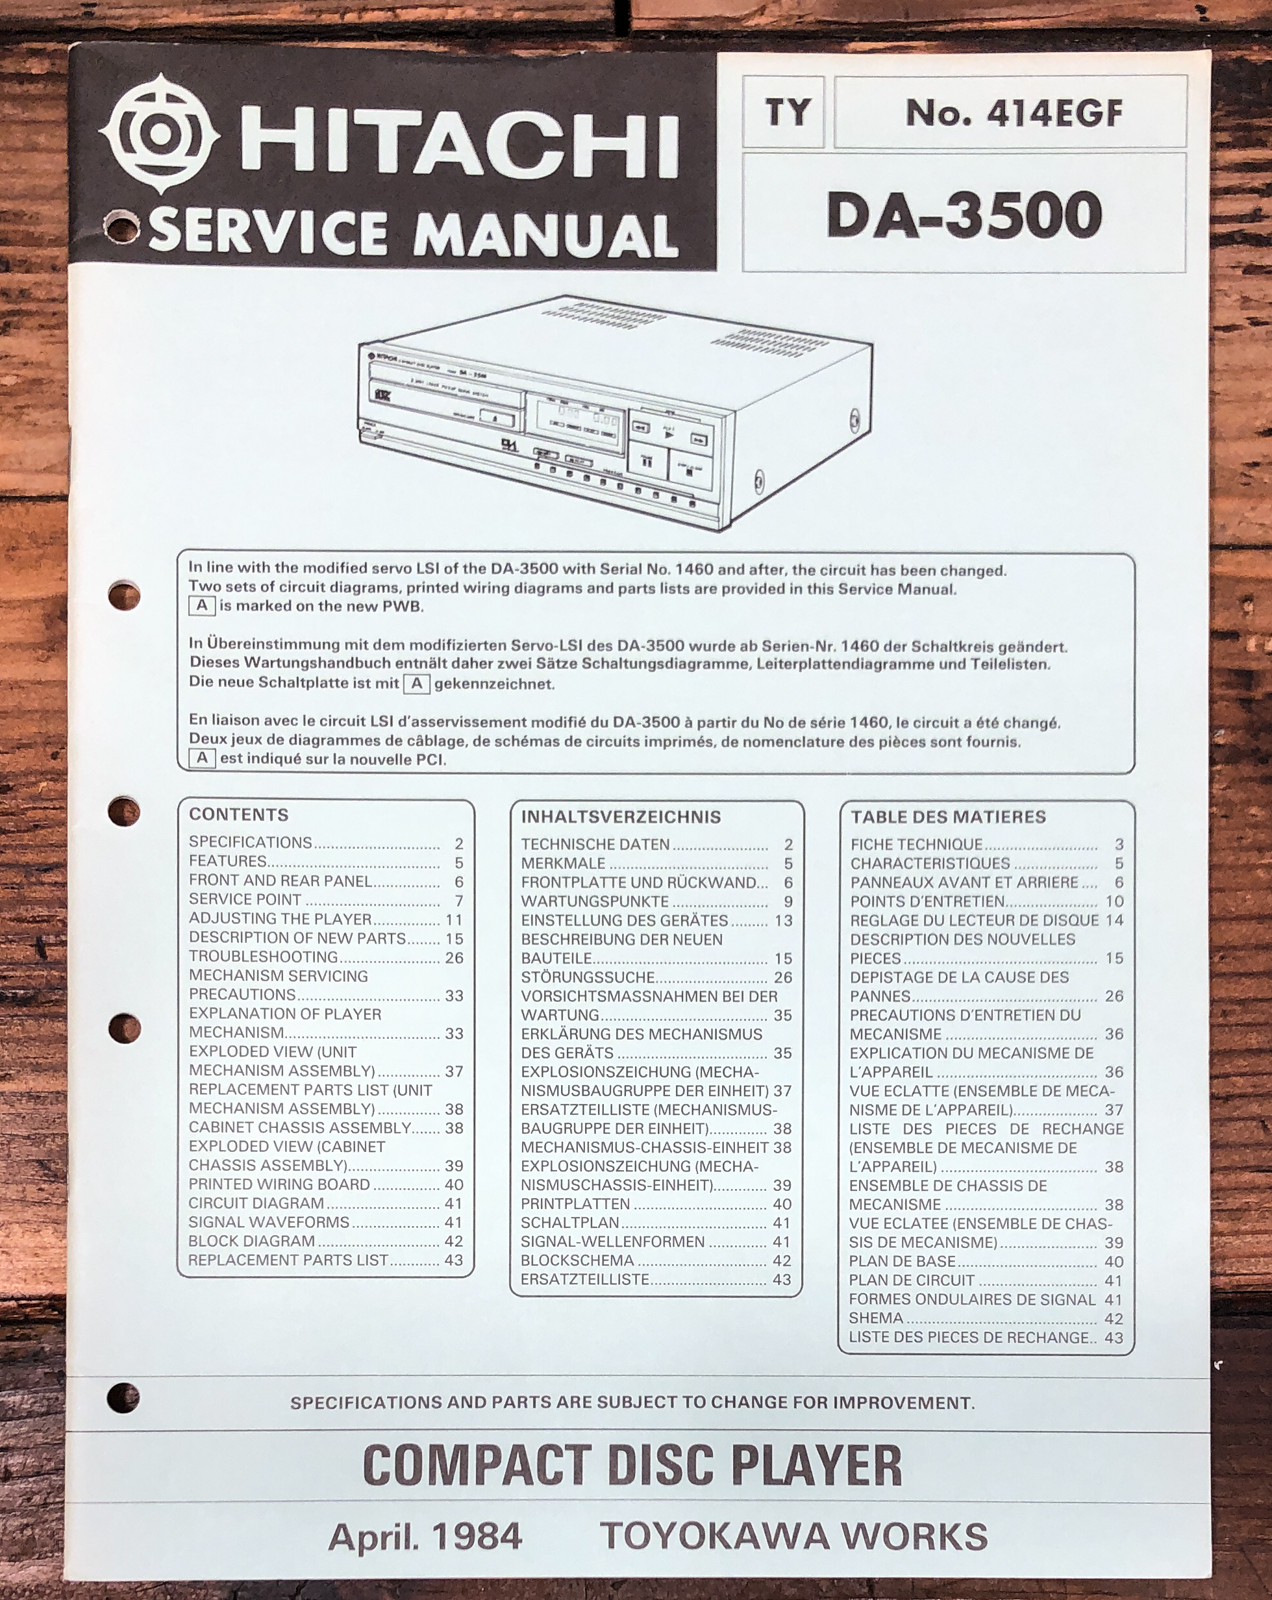 HITACHI
SERVICE MANUAL
TY
No. 414EGF
DA-3500
HITACHI
In line with the modified servo LSI of the DA-3500 with Serial No. 1460 and after, the circuit has been changed.
Two sets of circuit diagrams, printed wiring diagrams and parts lists are provided in this Service Manual.
A is marked on the new PWB.
In Übereinstimmung mit dem modifizierten Servo-LSI des DA-3500 wurde ab Serien-Nr. 1460 der Schaltkreis geändert.
Dieses Wartungshandbuch entnält daher zwei Sätze Schaltungsdiagramme, Leiterplattendiagramme und Teilelisten.
Die neue Schaltplatte ist mit A gekennzeichnet.
En liaison avec le circuit LSI d'asservissement modifié du DA-3500 à partir du No de série 1460, le circuit a été changé.
Deux jeux de diagrammes de câblage, de schémas de circuits imprimés, de nomenclature des pièces sont fournis.
A est indiqué sur la nouvelle PCI.
CONTENTS
SPECIFICATIONS 2
FEATURES 5
FRONT AND REAR PANEL 6
SERVICE POINT 7
ADJUSTING THE PLAYER 11
DESCRIPTION OF NEW PARTS 15
TROUBLESHOOTING 26
MECHANISM SERVICING
PRECAUTIONS 33
EXPLANATION OF PLAYER
MECHANISM 33
EXPLODED VIEW (UNIT
MECHANISM ASSEMBLY) 37
REPLACEMENT PARTS LIST (UNIT
MECHANISM ASSEMBLY) 38
CABINET CHASSIS ASSEMBLY 38
EXPLODED VIEW (CABINET
CHASSIS ASSEMBLY) 39
PRINTED WIRING BOARD 40
CIRCUIT DIAGRAM 41
SIGNAL WAVEFORMS 41
BLOCK DIAGRAM 42
REPLACEMENT PARTS LIST 43
INHALTSVERZEICHNIS
TECHNISCHE DATEN 2
MERKMALE 5
FRONTPLATTE UND RÜCKWAND 6
WARTUNGSPUNKTE 9
EINSTELLUNG DES GERÄTES 13
BESCHREIBUNG DER NEUEN
BAUTEILE 15
STÖRUNGSSUCHE 26
VORSICHTSMASSNAHMEN BEI DER
WARTUNG 35
ERKLÄRUNG DES MECHANISMUS
DES GERÄTS 35
EXPLOSIONSZEICHUNG (MECHA-
NISMUSBAUGRUPPE DER EINHEIT) 37
ERSATZTEILLISTE (MECHANISMUS-
BAUGRUPPE DER EINHEIT) 38
MECHANISMUS-CHASSIS-EINHEIT 38
EXPLOSIONSZEICHUNG (MECHA-
NISMUSCHASSIS-EINHEIT) 39
PRINTPLATTEN 40
SCHALTPLAN 41
SIGNAL-WELLENFORMEN 41
BLOCKSCHEMA 42
ERSATZTEILLISTE 43
TABLE DES MATIERES
FICHE TECHNIQUE 3
CHARACTERISTIQUES 5
PANNEAUX AVANT ET ARRIERE 6
POINTS D'ENTRETIEN 10
REGLAGE DU LECTEUR DE DISQUE 14
DESCRIPTION DES NOUVELLES
PIECES 15
DEPISTAGE DE LA CAUSE DES
PANNES 26
PRECAUTIONS D'ENTRETIEN DU
MECANISME 36
EXPLICATION DU MECANISME DE
L'APPAREIL 36
VUE ECLATTE (ENSEMBLE DE MECA-
NISME DE L'APPAREIL) 37
LISTE DES PIECES DE RECHANGE
(ENSEMBLE DE MECANISME DE
L'APPAREIL) 38
ENSEMBLE DE CHASSIS DE
MECANISME 38
VUE ECLATEE (ENSEMBLE DE CHAS-
SIS DE MECANISME) 39
PLAN DE BASE 40
PLAN DE CIRCUIT 41
FORMES ONDULAIRES DE SIGNAL 41
SHEMA 42
LISTE DES PIECES DE RECHANGE 43
SPECIFICATIONS AND PARTS ARE SUBJECT TO CHANGE FOR IMPROVEMENT.
COMPACT DISC PLAYER
April. 1984 TOYOKAWA WORKS